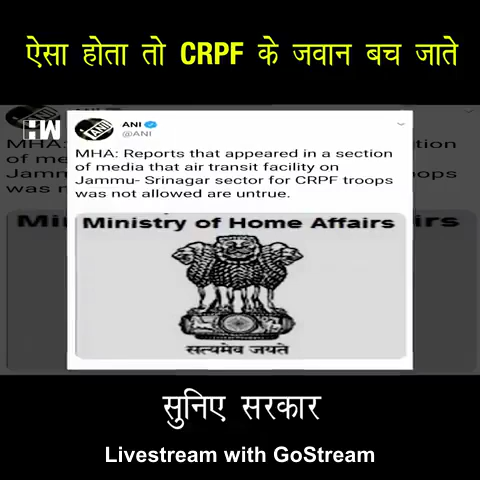 ऐसा होता तो CRPF के जवान बच जाते
HW
ANI
@ANI
MHA: Reports that appeared in a section
of media that air transit facility on
Jammu- Srinagar sector for CRPF troops
was not allowed are untrue.
Ministry of Home Affairs
सत्यमेव जयते
सुनिए सरकार
Livestream with GoStream